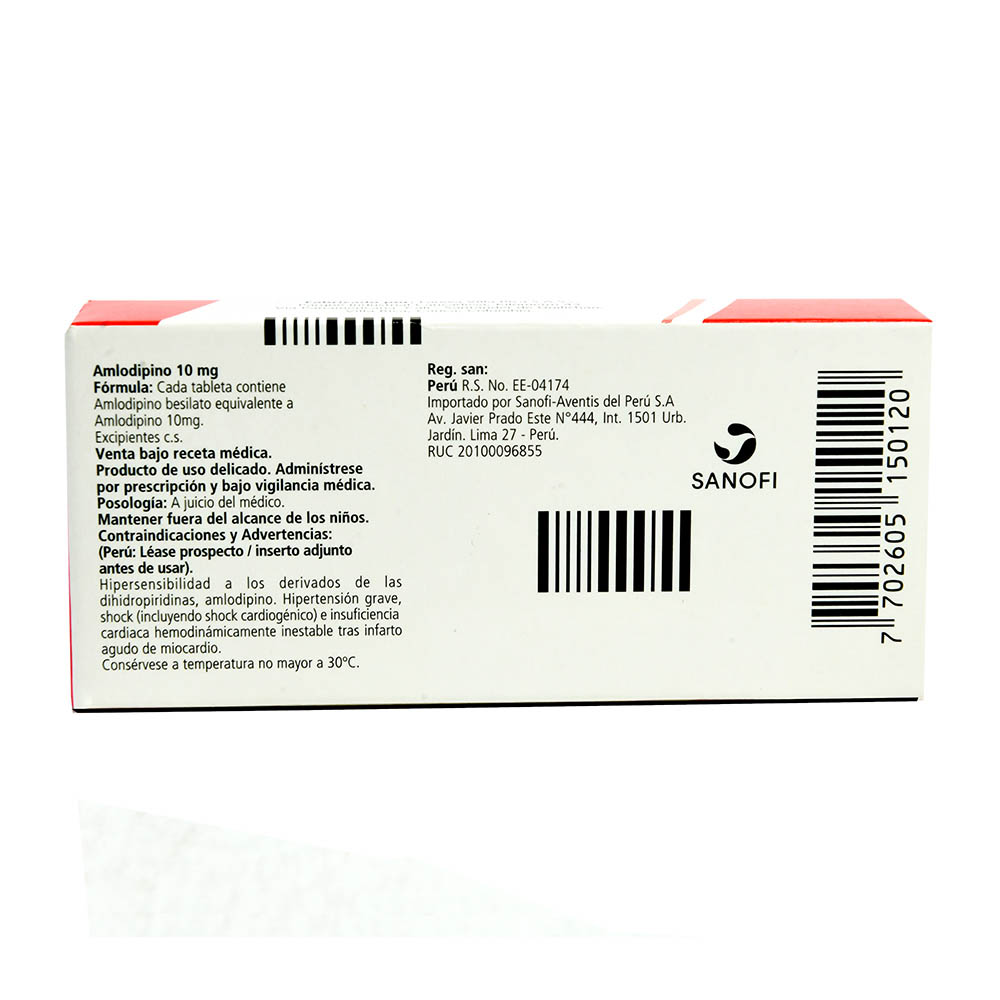 Amlodipino 10 mg
Fórmula: Cada tableta contiene
Amlodipino besilato equivalente a
Amlodipino 10mg.
Excipientes c.s.
Venta bajo receta médica.
Producto de uso delicado. Adminístrese
por prescripción y bajo vigilancia médica.
Posología: A juicio del médico.
Mantener fuera del alcance de los niños.
Contraindicaciones y Advertencias:
(Perú: Léase prospecto / inserto adjunto
antes de usar).
Hipersensibilidad a los derivados de las
dihidropiridinas, amlodipino. Hipertensión grave,
shock (incluyendo shock cardiogénico) e insuficiencia
cardiaca hemodinámicamente inestable tras infarto
agudo de miocardio.
Consérvese a temperatura no mayor a 30ºC.
Reg. san:
Perú R.S. No. EE-04174
Importado por Sanofi-Aventis del Perú S.A
Av. Javier Prado Este N°444, Int. 1501 Urb.
Jardín. Lima 27 - Perú.
RUC 20100096855
SANOFI
7 702605 150120